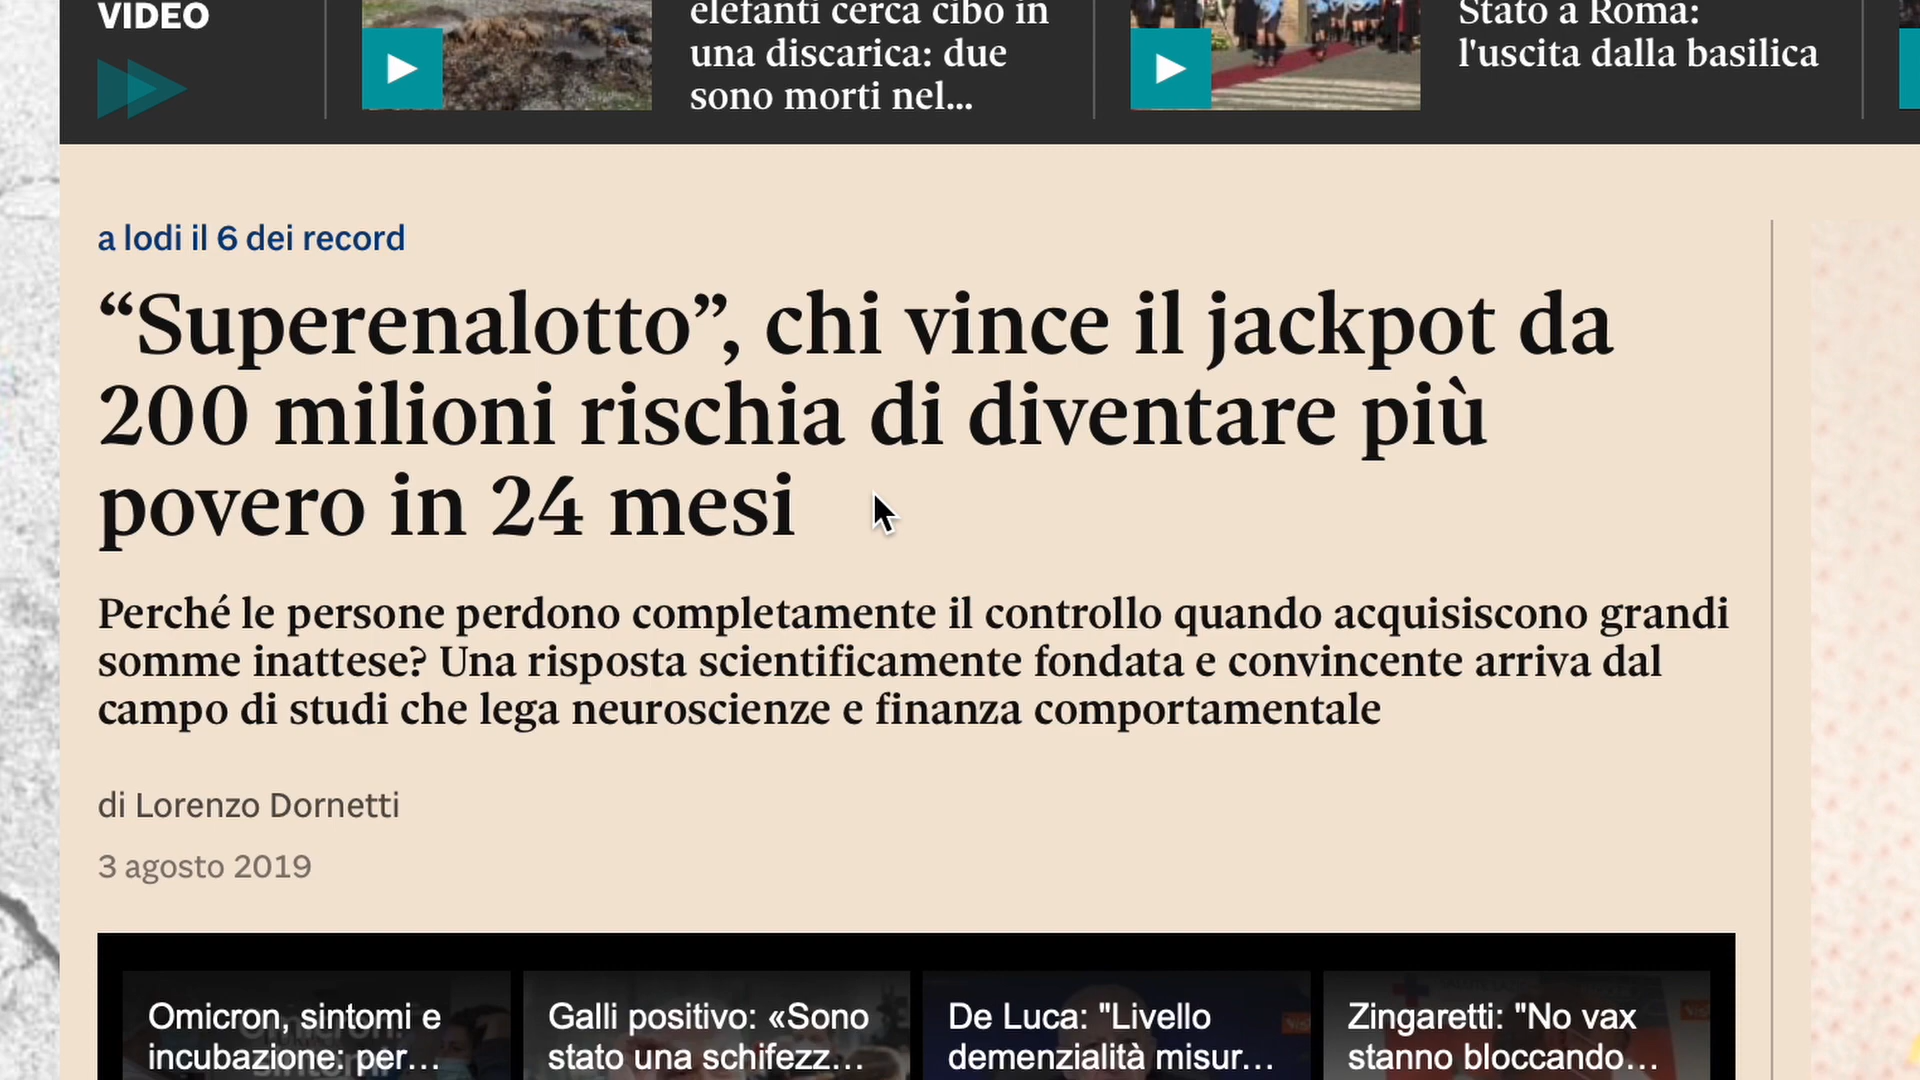 VIDEO
elefanti cerca cibo in
una discarica: due
sono morti nel...
Stato a Roma:
l'uscita dalla basilica
a lodi il 6 dei record
“Superenalotto”, chi vince il jackpot da
200 milioni rischia di diventare più
povero in 24 mesi
Perché le persone perdono completamente il controllo quando acquisiscono grandi
somme inattese? Una risposta scientificamente fondata e convincente arriva dal
campo di studi che lega neuroscienze e finanza comportamentale
di Lorenzo Dornetti
3 agosto 2019
Omicron, sintomi e
incubazione: per...
Galli positivo: «Sono
stato una schifezz...
De Luca: "Livello
demenzialità misur...
Zingaretti: "No vax
stanno bloccando...